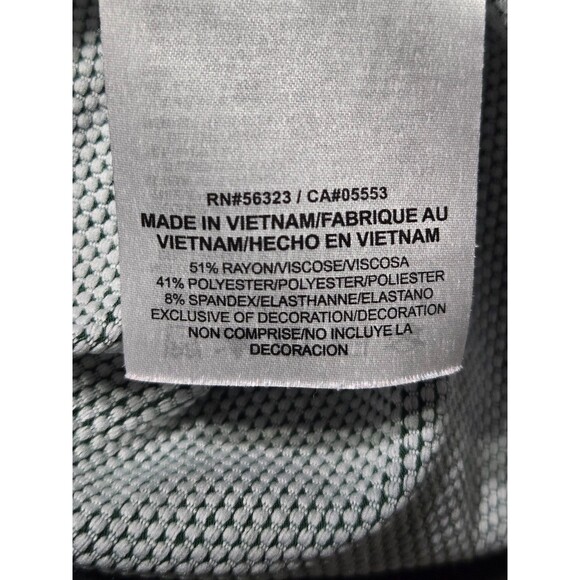 RN#56323 / CA#05553
MADE IN VIETNAM/FABRIQUE AU
VIETNAM/HECHO EN VIETNAM
51% RAYON/VISCOSE/VISCOSA
41% POLYESTER/POLYESTER/POLIESTER
8% SPANDEX/ELASTHANNE/ELASTANO
EXCLUSIVE OF DECORATION/DECORATION
NON COMPRISE/NO INCLUYE LA
DECORACION